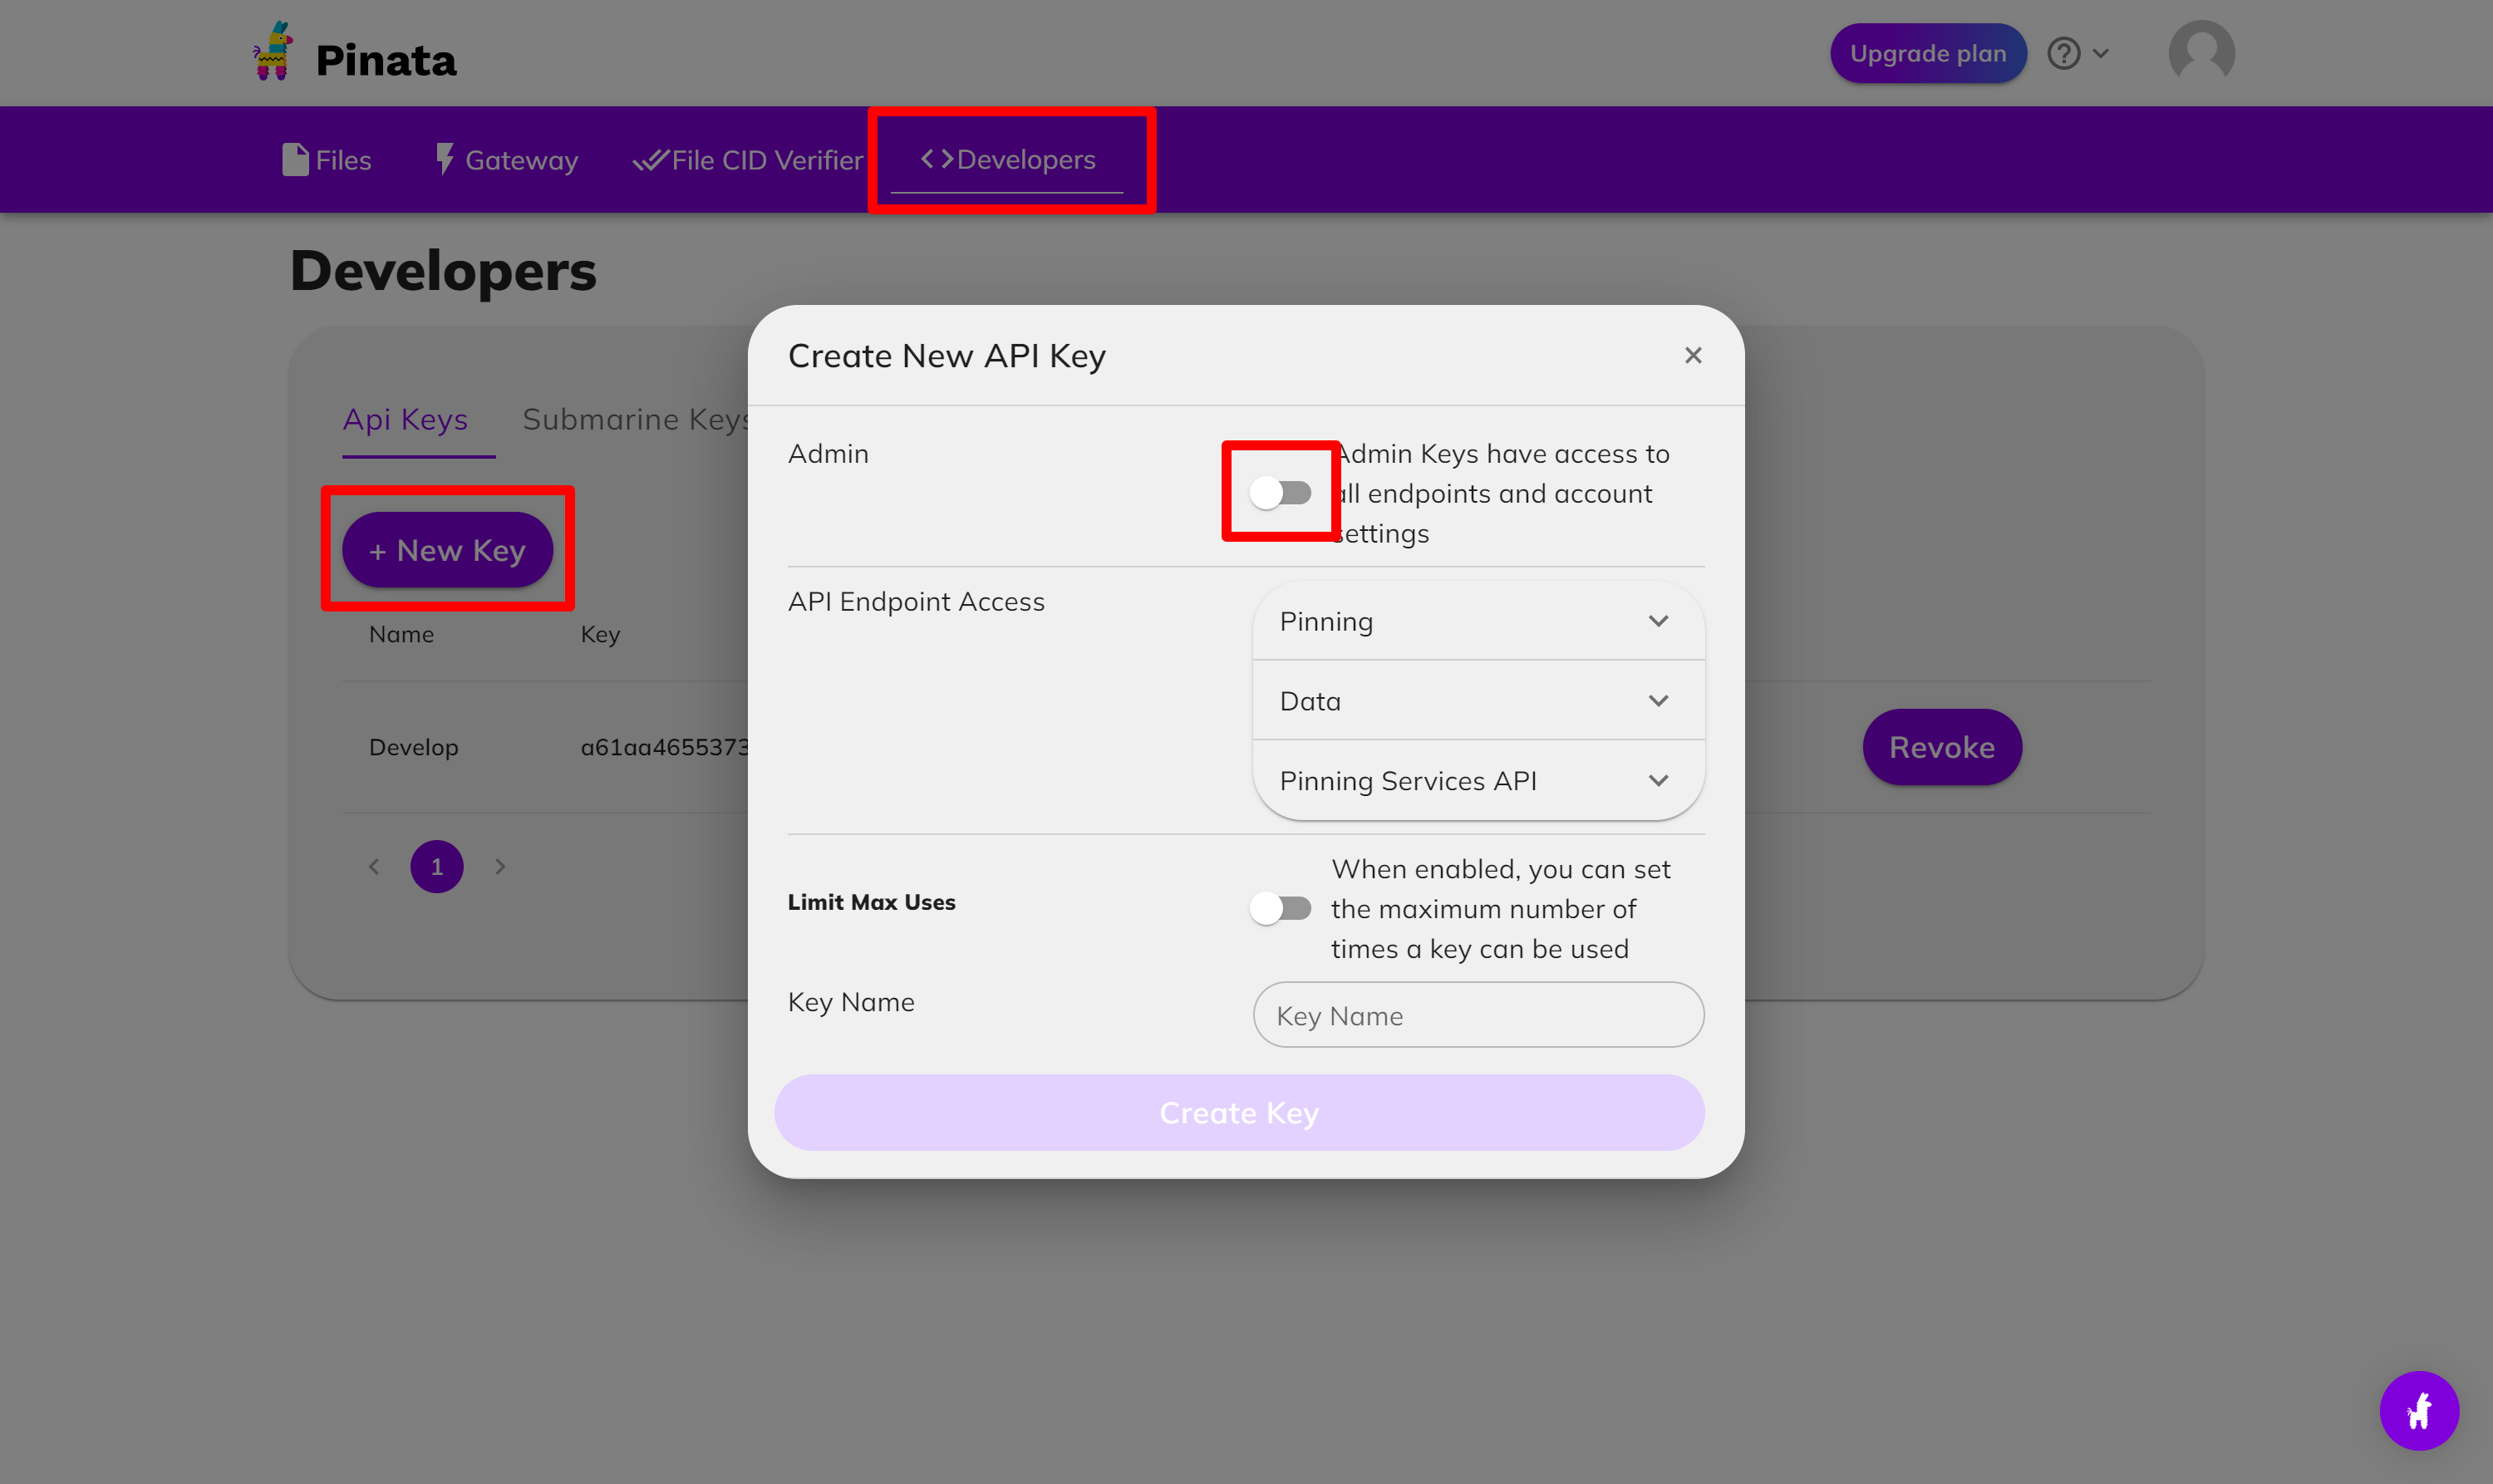 Pinata
Upgrade plan
Files
Gateway
File CID Verifier
Developers
Developers
Api Keys
Submarine Keys
+ New Key
Name
Key
Develop
a61aa4655373
Revoke
1
Create New API Key
Admin
Admin Keys have access to
all endpoints and account
settings
API Endpoint Access
Pinning
Data
Pinning Services API
Limit Max Uses
When enabled, you can set
the maximum number of
times a key can be used
Key Name
Key Name
Create Key